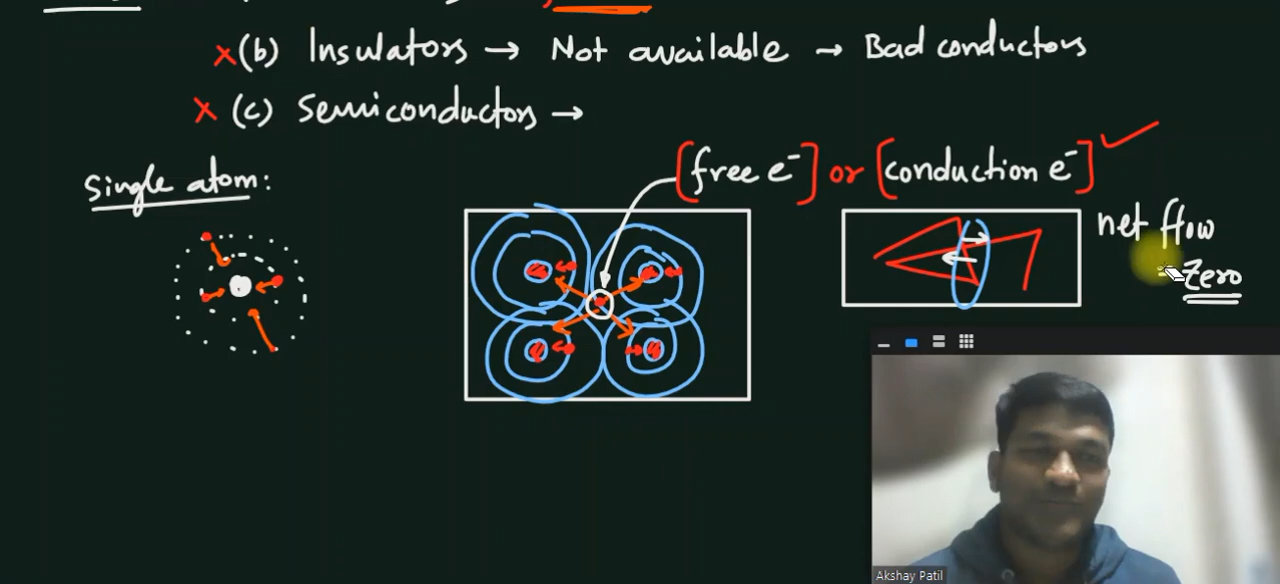 x (b) Insulators → Not available → Bad conductors
x (c) Semiconductors →
[free e⁻] or [conduction e⁻] ✓
Single atom:
net flow
Zero
Akshay Patil